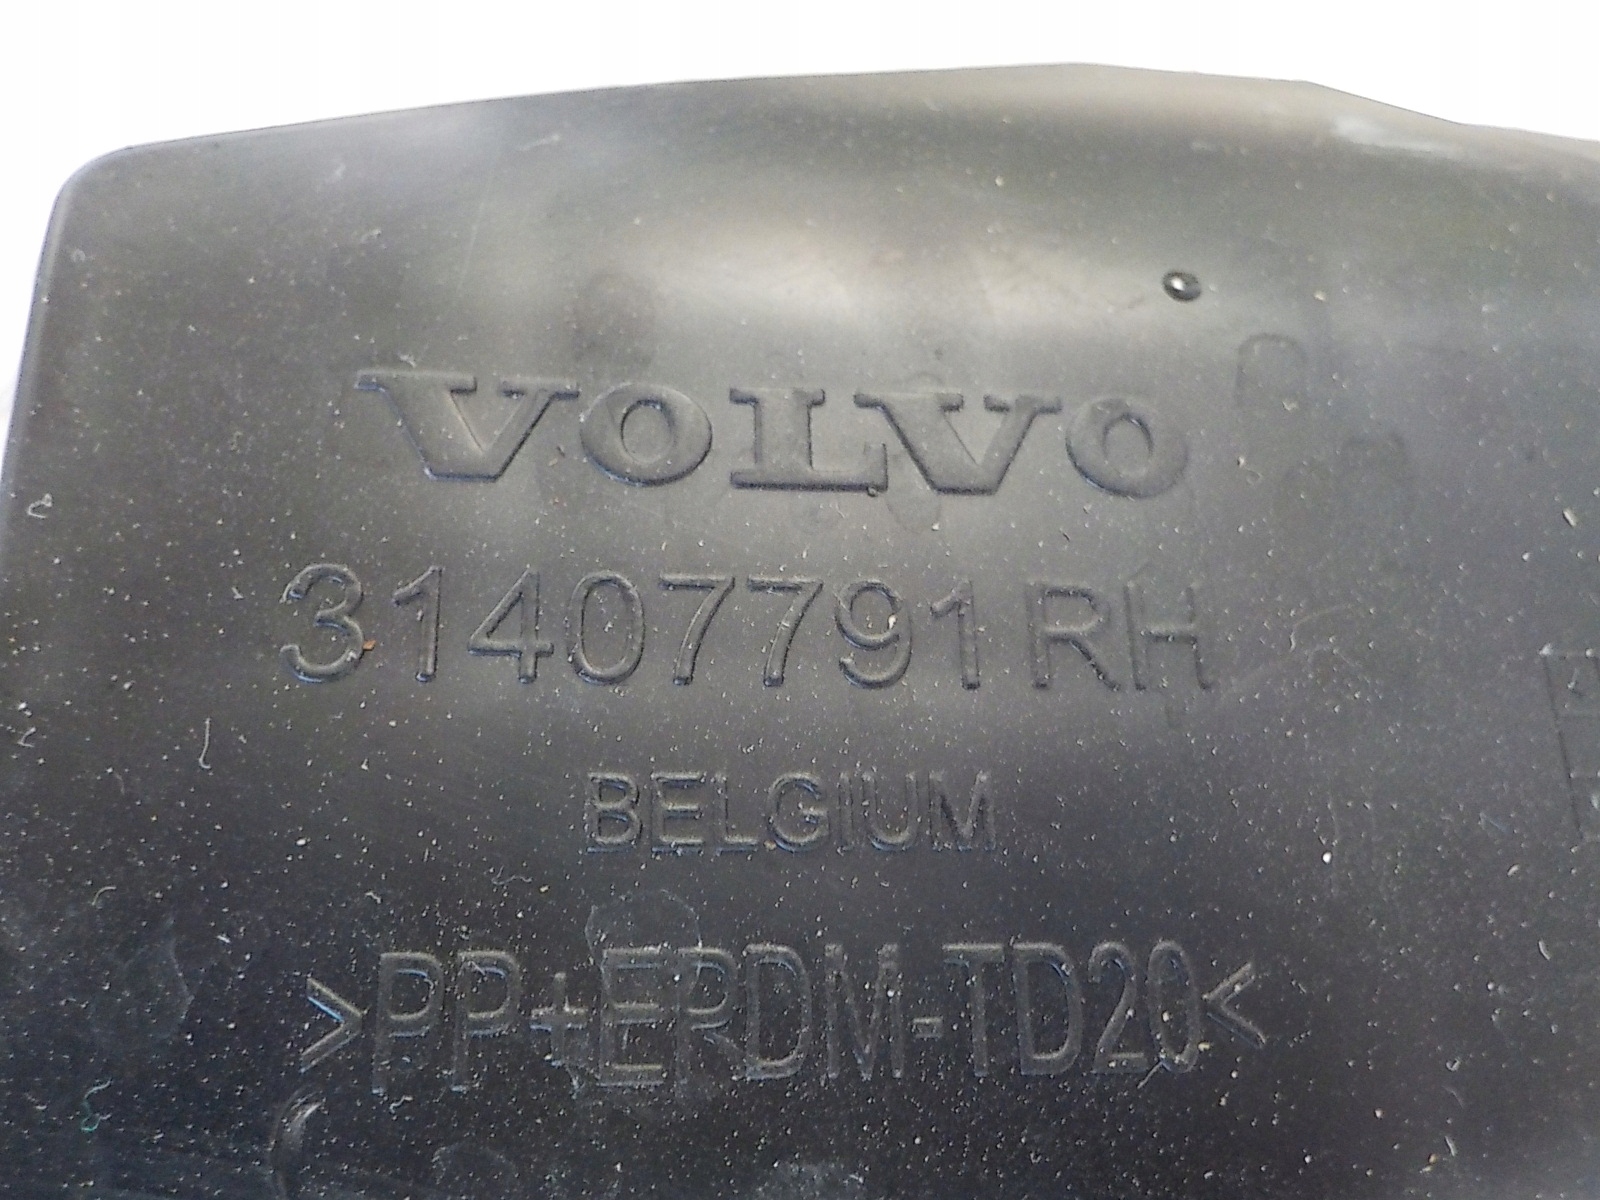 VOLVO
31407791 RH
BELGIUM
>PP+EPDM-TD20<